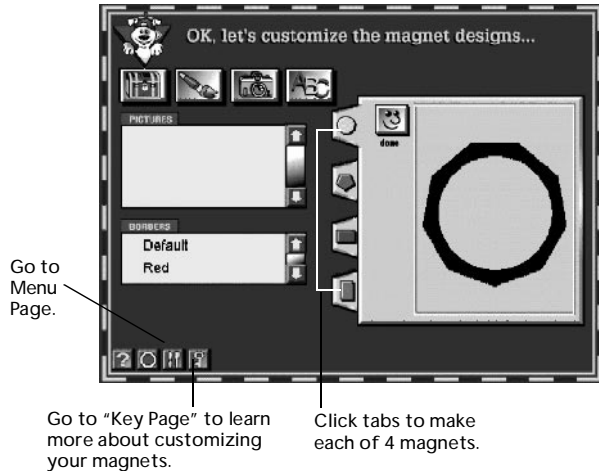 OK, let's customize the magnet designs...
ABC
PICTURES
done
BORDERS
Default
Red
?
Go to
Menu
Page.
Go to “Key Page” to learn
more about customizing
your magnets.
Click tabs to make
each of 4 magnets.